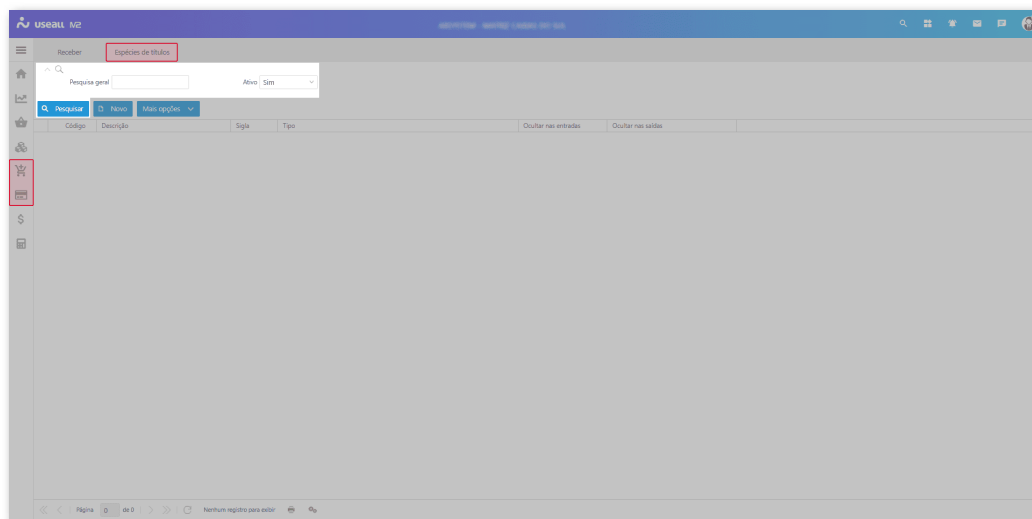 useall M2
Receber Espécies de títulos
Pesquisa geral Ativo Sim
Pesquisar Novo Mais opções
Código Descrição Sigla Tipo Ocultar nas entradas Ocultar nas saídas
Página 0 de 0 Nenhum registro para exibir